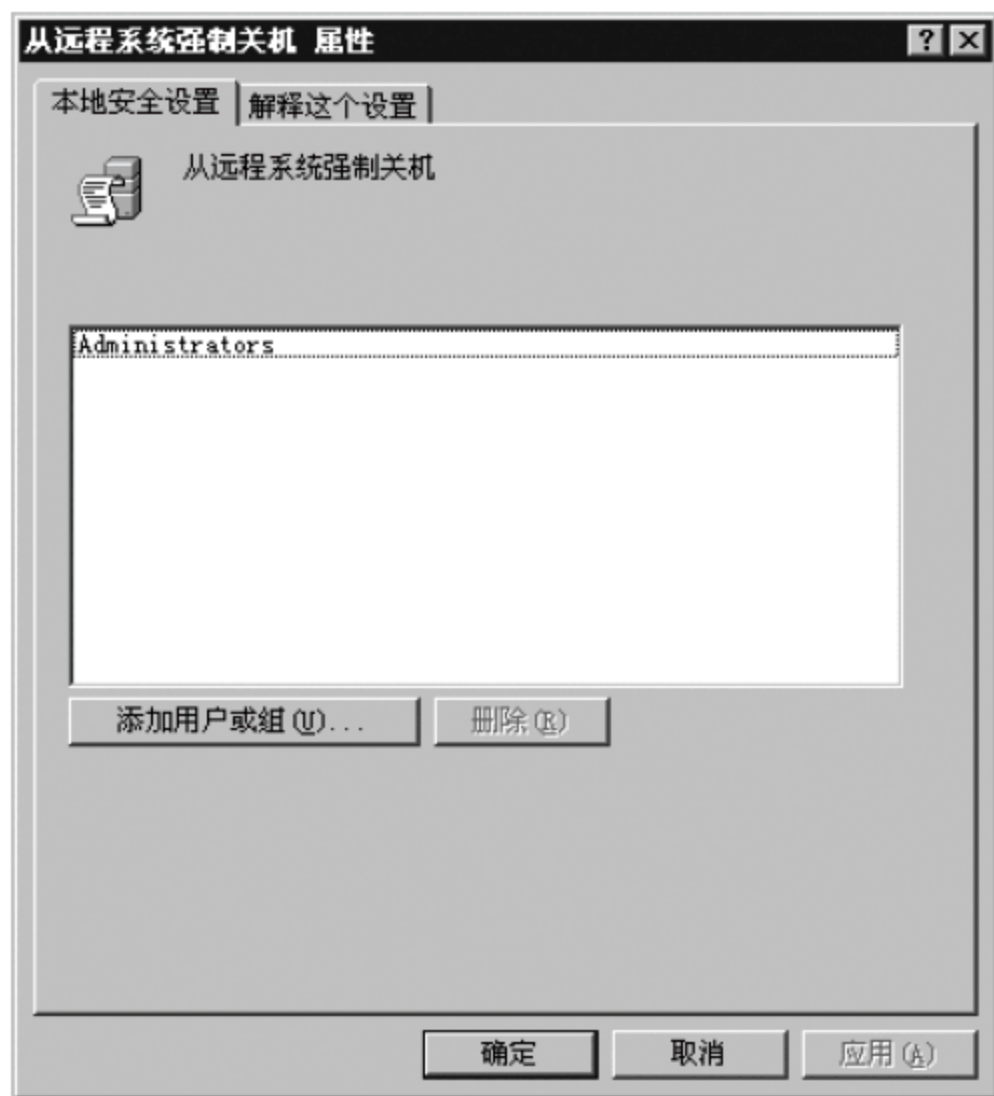 从远程系统强制关机 属性
本地安全设置 解释这个设置
从远程系统强制关机
Administrators
添加用户或组(U)... 删除(R)
确定 取消 应用(A)